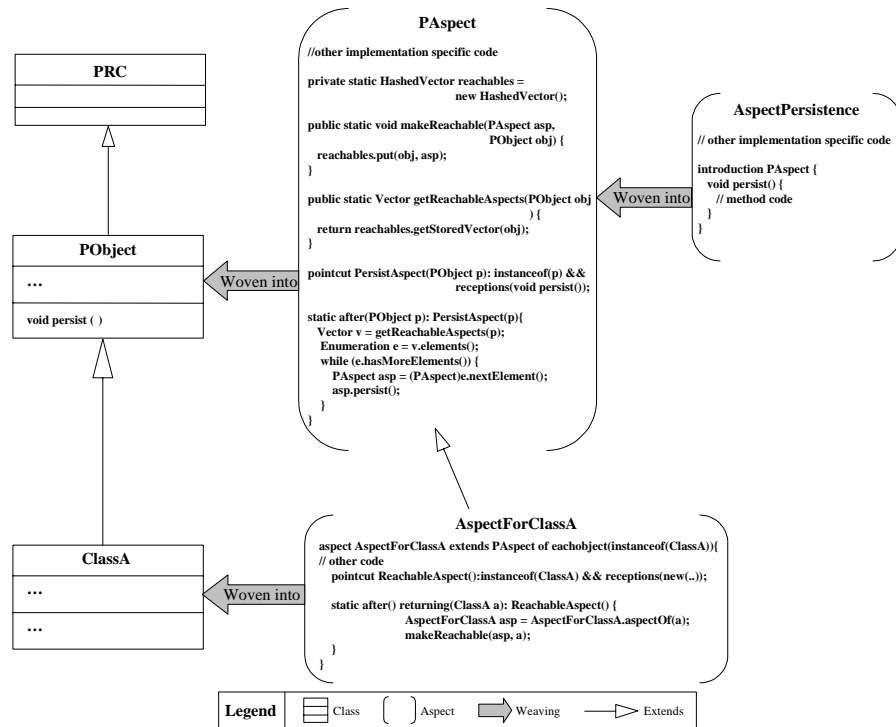 PRC
PObject
...
void persist ( )
ClassA
...
...
Woven into
PAspect
//other implementation specific code
private static HashedVector reachables =
new HashedVector();
public static void makeReachable(PAspect asp,
PObject obj) {
reachables.put(obj, asp);
}
public static Vector getReachableAspects(PObject obj
) {
return reachables.getStoredVector(obj);
}
pointcut PersistAspect(PObject p): instanceof(p) &&
receptions(void persist());
static after(PObject p): PersistAspect(p){
Vector v = getReachableAspects(p);
Enumeration e = v.elements();
while (e.hasMoreElements()) {
PAspect asp = (PAspect)e.nextElement();
asp.persist();
}
}
Woven into
AspectPersistence
// other implementation specific code
introduction PAspect {
void persist() {
// method code
}
}
Woven into
AspectForClassA
aspect AspectForClassA extends PAspect of eachobject(instanceof(ClassA)){
// other code
pointcut ReachableAspect():instanceof(ClassA) && receptions(new(..));
static after() returning(ClassA a): ReachableAspect() {
AspectForClassA asp = AspectForClassA.aspectOf(a);
makeReachable(asp, a);
}
}
Legend
Class
Aspect
Weaving
Extends